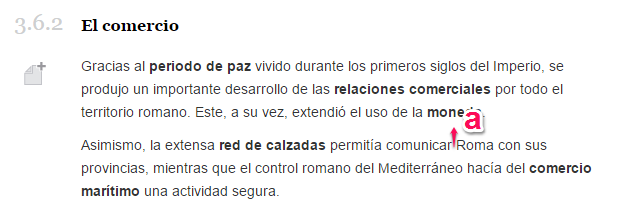 3.6.2 El comercio
Gracias al periodo de paz vivido durante los primeros siglos del Imperio, se
produjo un importante desarrollo de las relaciones comerciales por todo el
territorio romano. Este, a su vez, extendió el uso de la moneda.
a
Asimismo, la extensa red de calzadas permitía comunicar Roma con sus
provincias, mientras que el control romano del Mediterráneo hacía del comercio
marítimo una actividad segura.